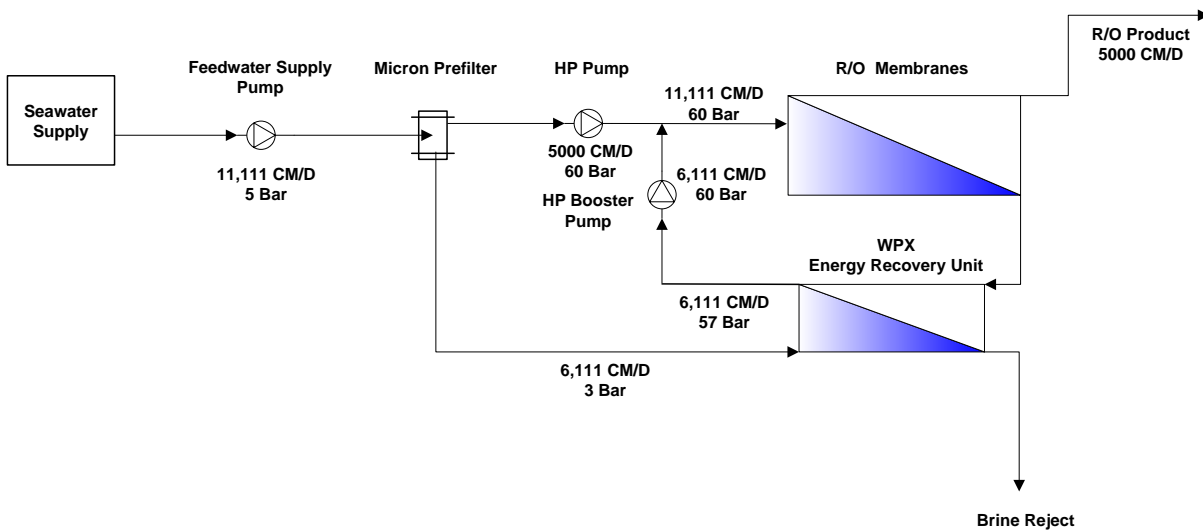 R/O Product
5000 CM/D
Feedwater Supply
Pump
Micron Prefilter
HP Pump
R/O Membranes
Seawater
Supply
11,111 CM/D
60 Bar
5000 CM/D
60 Bar
11,111 CM/D
5 Bar
6,111 CM/D
60 Bar
HP Booster
Pump
WPX
Energy Recovery Unit
6,111 CM/D
57 Bar
6,111 CM/D
3 Bar
Brine Reject